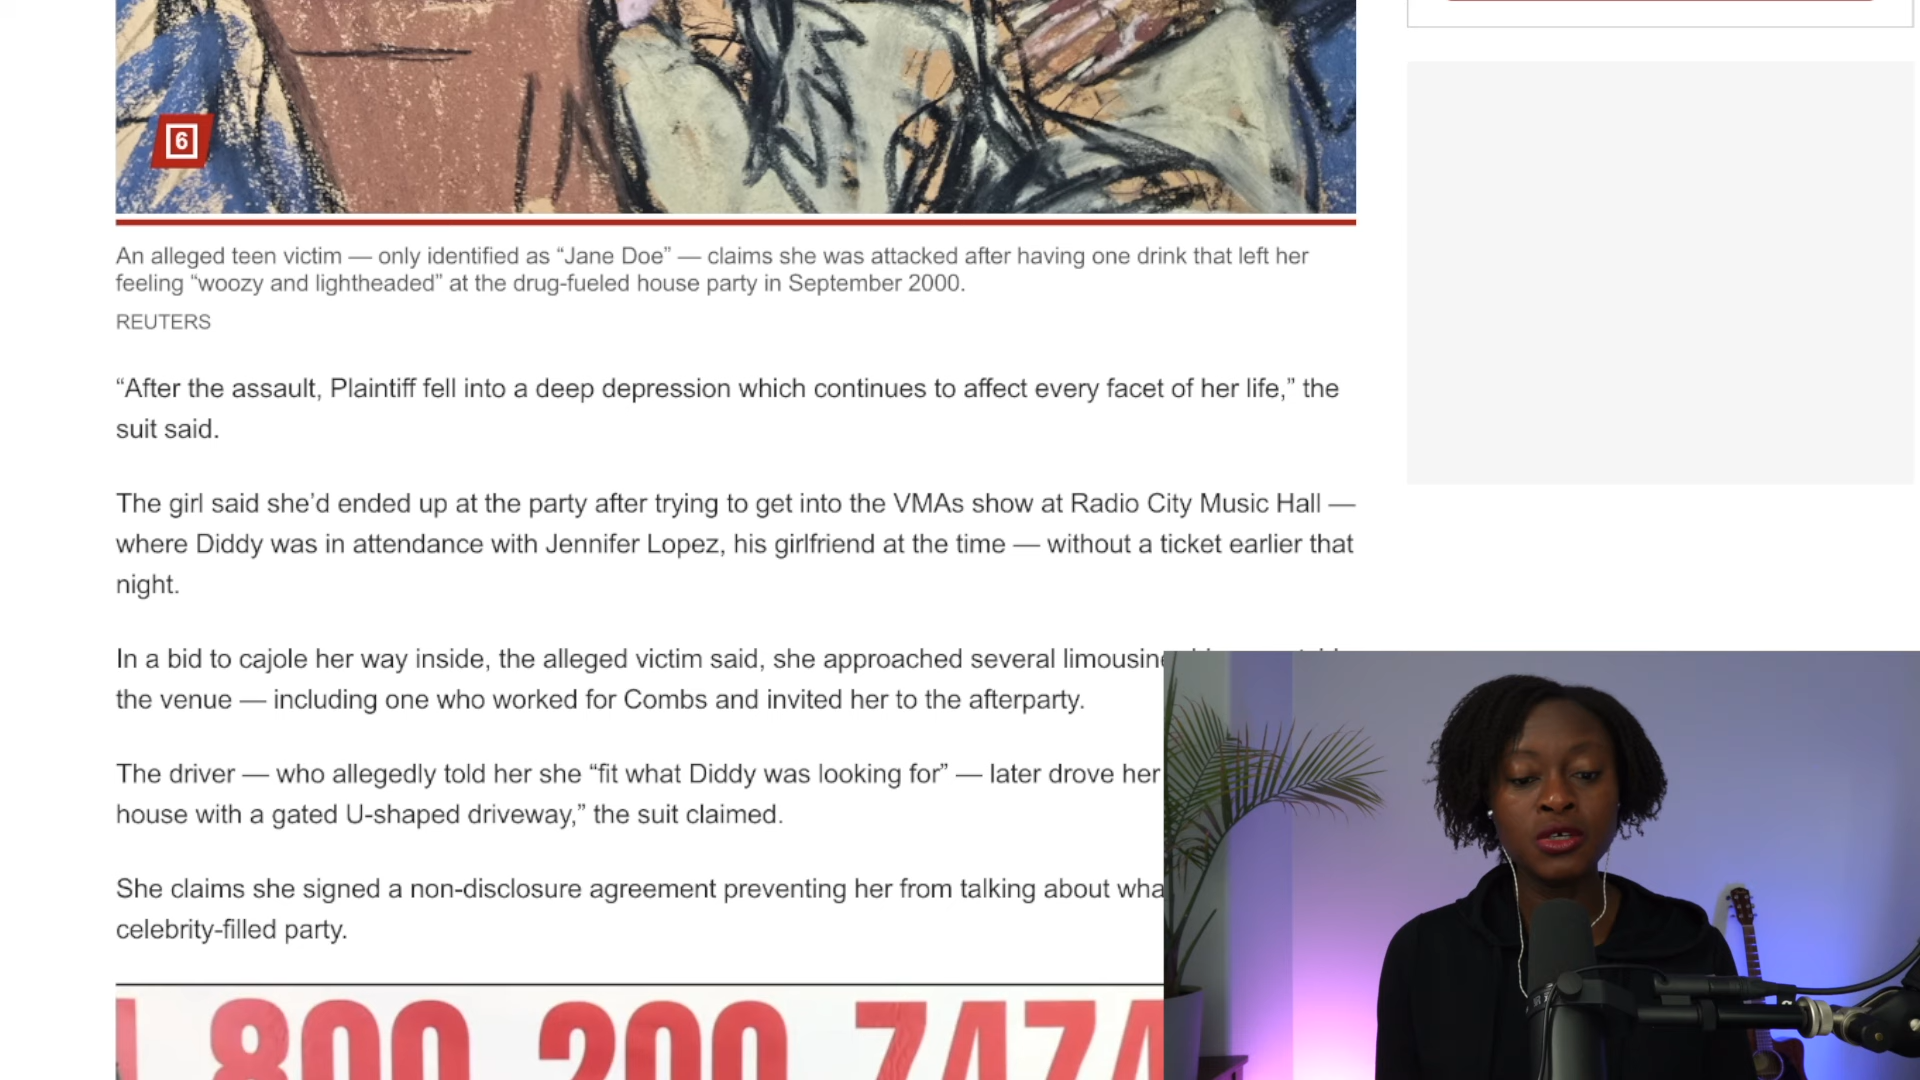 6
An alleged teen victim — only identified as “Jane Doe” — claims she was attacked after having one drink that left her
feeling “woozy and lightheaded” at the drug-fueled house party in September 2000.
REUTERS
“After the assault, Plaintiff fell into a deep depression which continues to affect every facet of her life,” the
suit said.
The girl said she’d ended up at the party after trying to get into the VMAs show at Radio City Music Hall —
where Diddy was in attendance with Jennifer Lopez, his girlfriend at the time — without a ticket earlier that
night.
In a bid to cajole her way inside, the alleged victim said, she approached several
the venue — including one who worked for Combs and invited her to the afterparty.
The driver — who allegedly told her she “fit what Diddy was looking for” — later drove her
house with a gated U-shaped driveway,” the suit claimed.
She claims she signed a non-disclosure agreement preventing her from talking about
celebrity-filled party.
800 200 7474